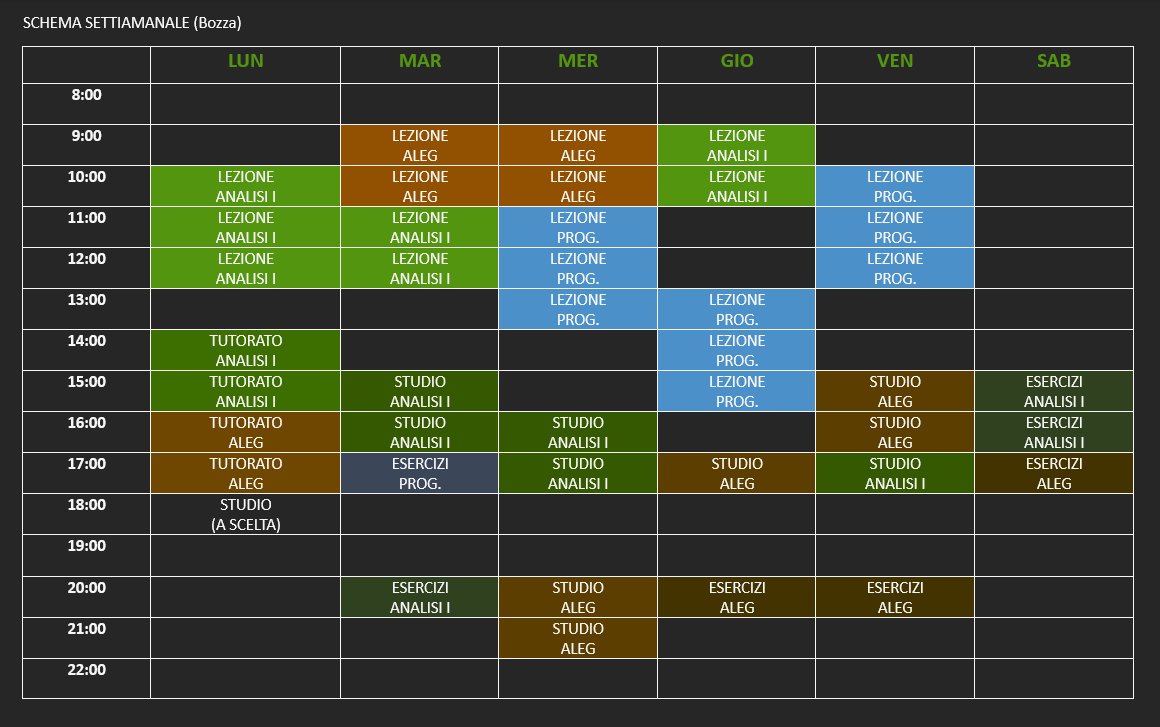 SCHEMA SETTIAMANALE (Bozza)
LUN MAR MER GIO VEN SAB
8:00
9:00 LEZIONE LEZIONE LEZIONE
ALEG ALEG ANALISI I
10:00 LEZIONE LEZIONE LEZIONE LEZIONE LEZIONE
ANALISI I ALEG ALEG ANALISI I PROG.
11:00 LEZIONE LEZIONE LEZIONE LEZIONE
ANALISI I ANALISI I PROG. PROG.
12:00 LEZIONE LEZIONE LEZIONE LEZIONE
ANALISI I ANALISI I PROG. PROG.
13:00 LEZIONE LEZIONE
PROG. PROG.
14:00 TUTORATO LEZIONE
ANALISI I PROG.
15:00 TUTORATO STUDIO LEZIONE STUDIO ESERCIZI
ANALISI I ANALISI I PROG. ALEG ANALISI I
16:00 TUTORATO STUDIO STUDIO STUDIO ESERCIZI
ALEG ANALISI I ANALISI I ALEG ANALISI I
17:00 TUTORATO ESERCIZI STUDIO STUDIO STUDIO ESERCIZI
ALEG PROG. ANALISI I ALEG ANALISI I ALEG
18:00 STUDIO
(A SCELTA)
19:00
20:00 ESERCIZI STUDIO ESERCIZI ESERCIZI
ANALISI I ALEG ALEG ALEG
21:00 STUDIO
ALEG
22:00